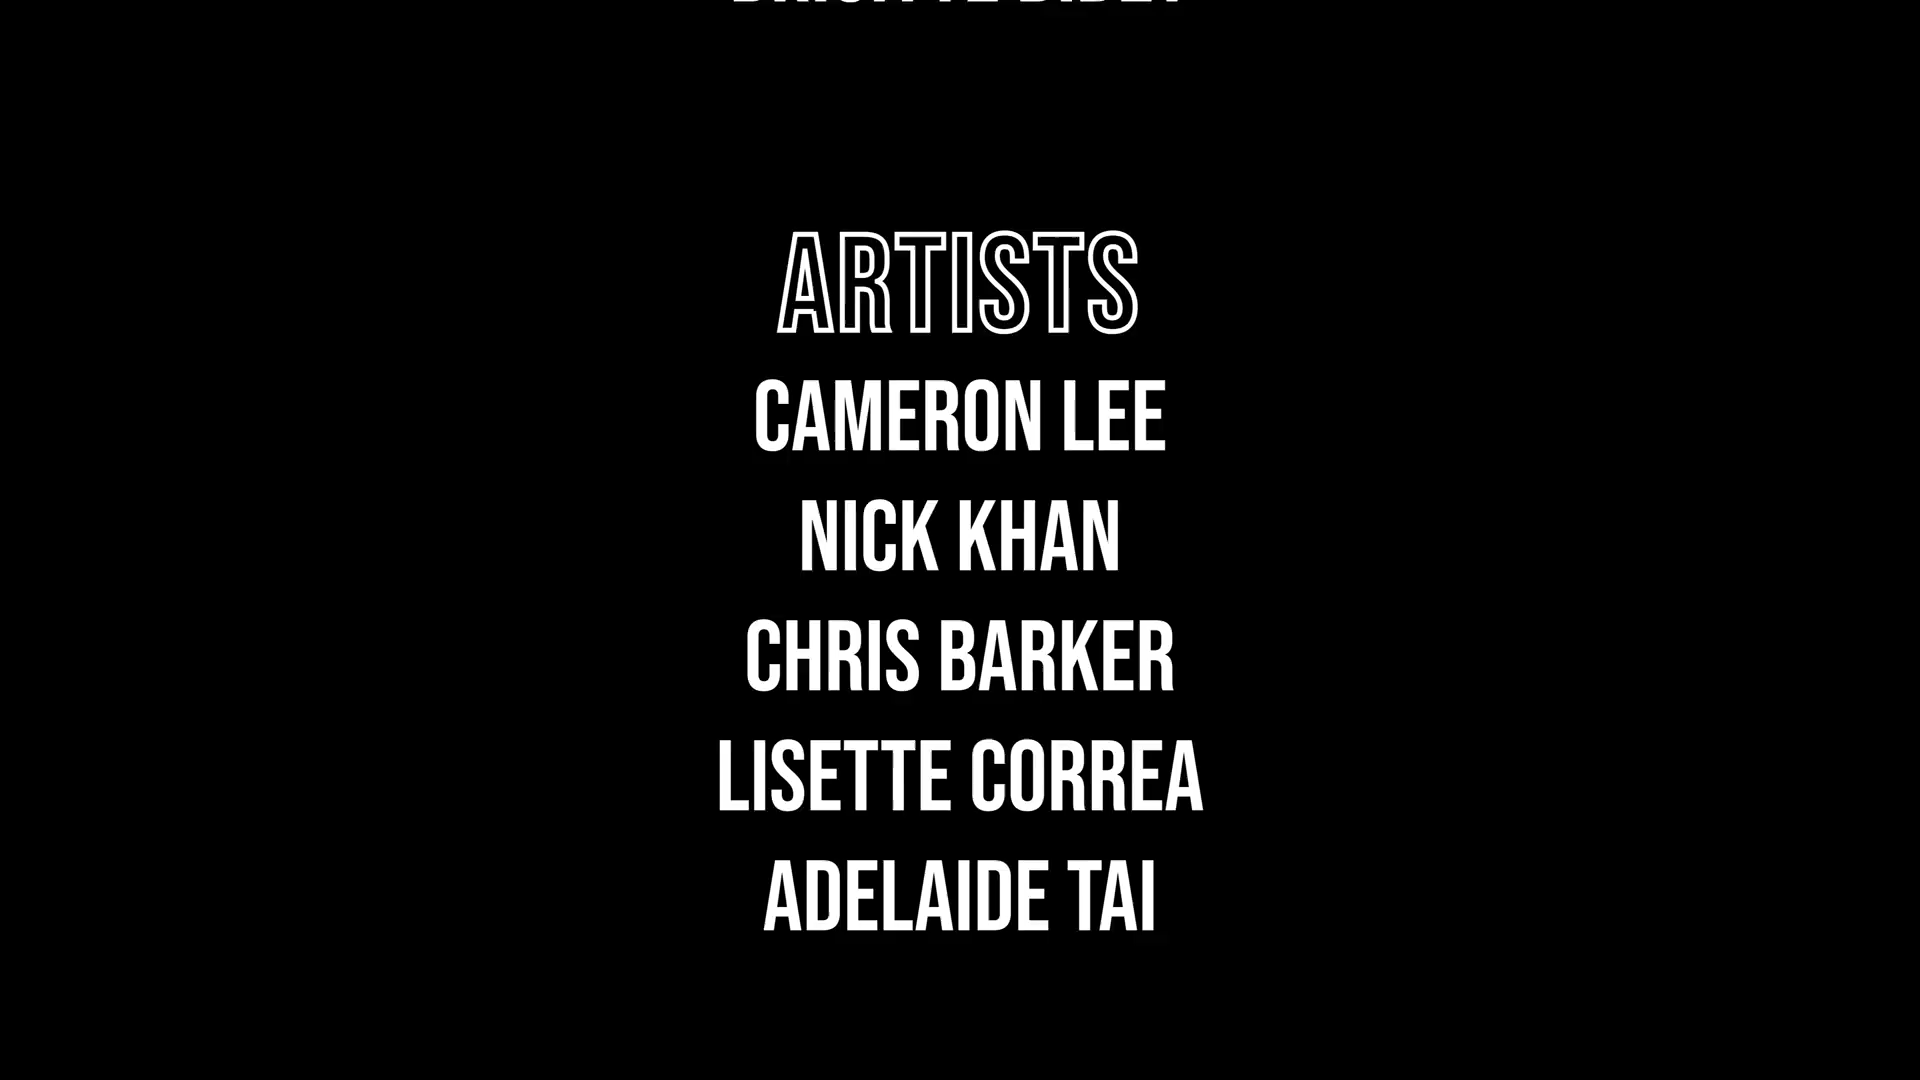 ARTISTS
CAMERON LEE
NICK KHAN
CHRIS BARKER
LISETTE CORREA
ADELAIDE TAI